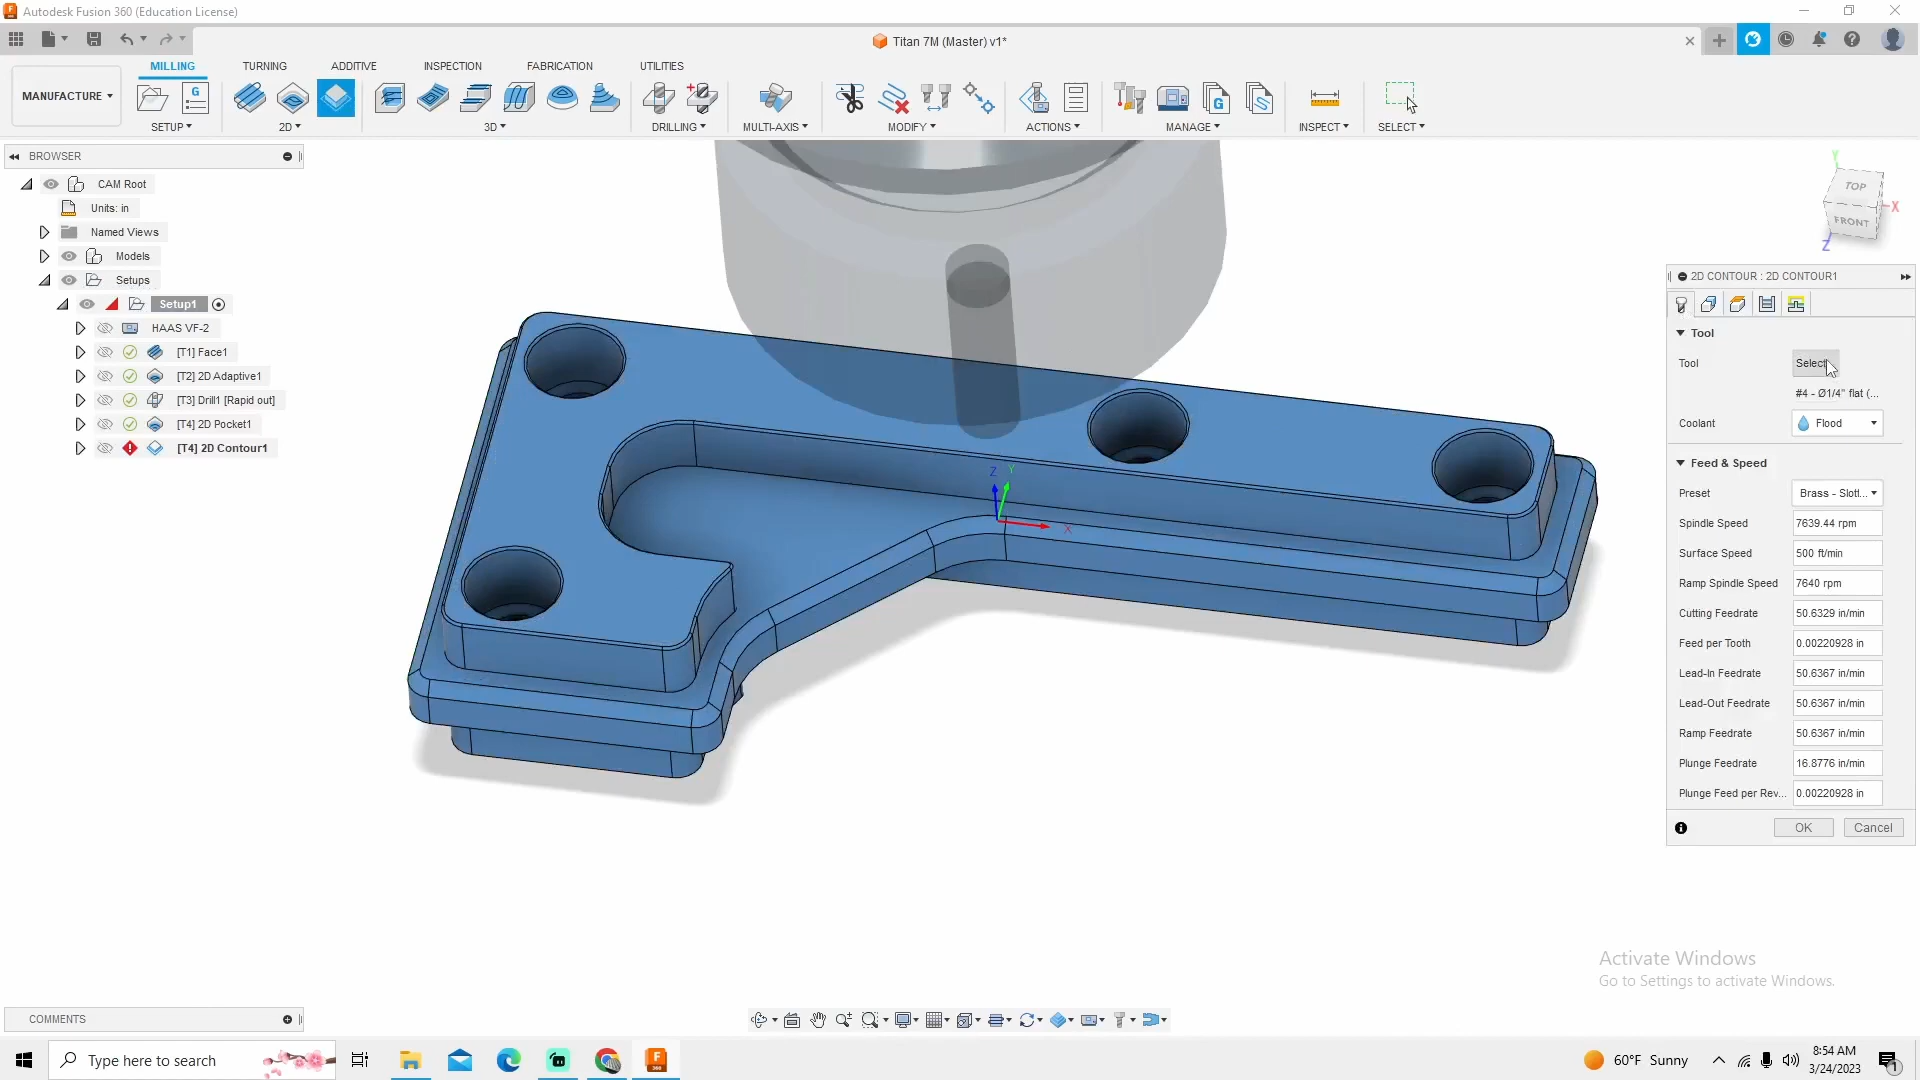 Autodesk Fusion 360 (Education License)
Titan 7M (Master) v1*
MILLING TURNING ADDITIVE INSPECTION FABRICATION UTILITIES
MANUFACTURE
SETUP 2D 3D DRILLING MULTI-AXIS MODIFY ACTIONS MANAGE INSPECT SELECT
BROWSER
CAM Root
Units: in
Named Views
Models
Setups
Setup1
HAAS VF-2
[T1] Face1
[T2] 2D Adaptive1
[T3] Drill1 [Rapid out]
[T4] 2D Pocket1
[T4] 2D Contour1
Z Y
X
Y
TOP
X
FRONT
Z
2D CONTOUR : 2D CONTOUR1
Tool
Tool Select
#4 - Ø1/4" flat (...
Coolant Flood
Feed & Speed
Preset Brass - Slott...
Spindle Speed 7639.44 rpm
Surface Speed 500 ft/min
Ramp Spindle Speed 7640 rpm
Cutting Feedrate 50.6329 in/min
Feed per Tooth 0.00220928 in
Lead-In Feedrate 50.6367 in/min
Lead-Out Feedrate 50.6367 in/min
Ramp Feedrate 50.6367 in/min
Plunge Feedrate 16.8776 in/min
Plunge Feed per Rev... 0.00220928 in
OK Cancel
Activate Windows
Go to Settings to activate Windows.
COMMENTS
Type here to search
60°F Sunny
8:54 AM
3/24/2023
1